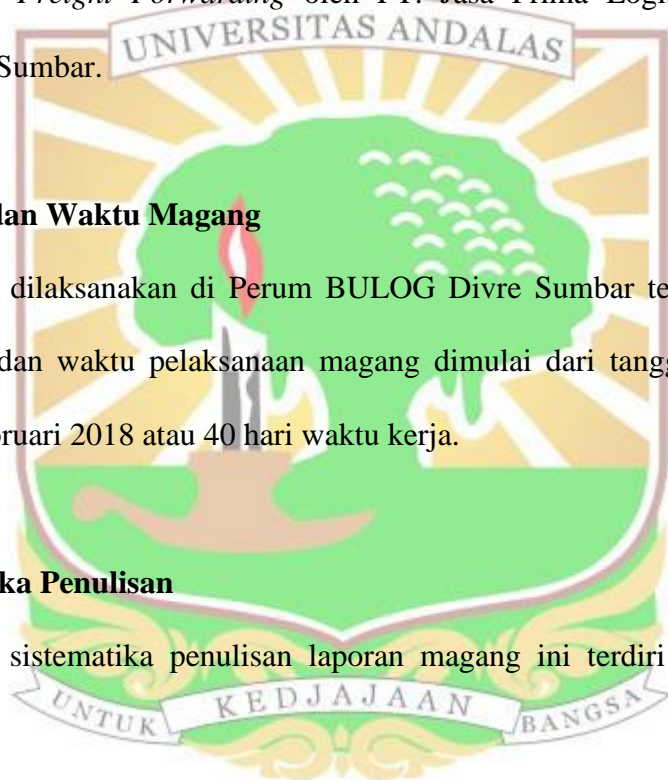 Freight Forwarding oleh PT. Jasa Prima Logi
UNIVERSITAS ANDALAS
Sumbar.
dan Waktu Magang
dilaksanakan di Perum BULOG Divre Sumbar te
dan waktu pelaksanaan magang dimulai dari tangg
bruari 2018 atau 40 hari waktu kerja.
ka Penulisan
sistematika penulisan laporan magang ini terdiri
UNTUK KEDJAJAAN BANGSA